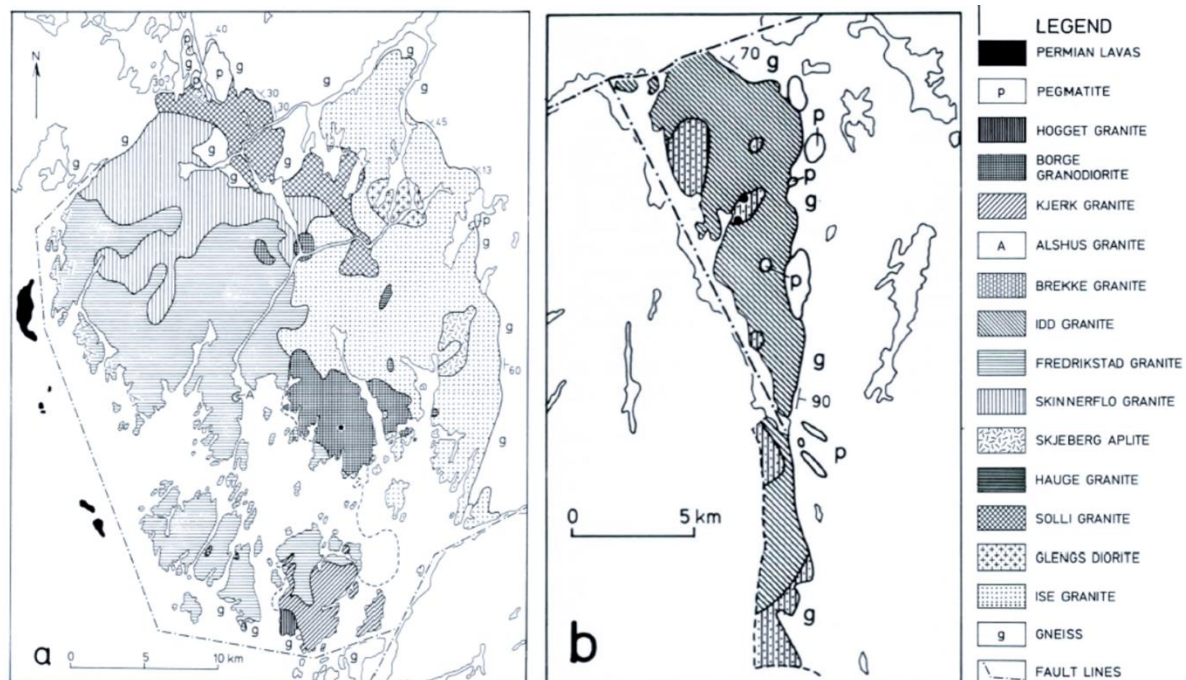 N
40
p
g
g
p
p
g
30
30
30
g
g
g
g
g
45
g
g
g
13
g
p
g
g
60
A
g
g
g
g
g
g
g
a
0 5 10 km
70
g
p
p
g
p
g
90
p
0 5 km
g
b
LEGEND
PERMIAN LAVAS
p PEGMATITE
HOGGET GRANITE
BORGE
GRANODIORITE
KJERK GRANITE
A ALSHUS GRANITE
BREKKE GRANITE
IDD GRANITE
FREDRIKSTAD GRANITE
SKINNERFLO GRANITE
SKJEBERG APLITE
HAUGE GRANITE
SOLLI GRANITE
GLENGS DIORITE
ISE GRANITE
g GNEISS
FAULT LINES